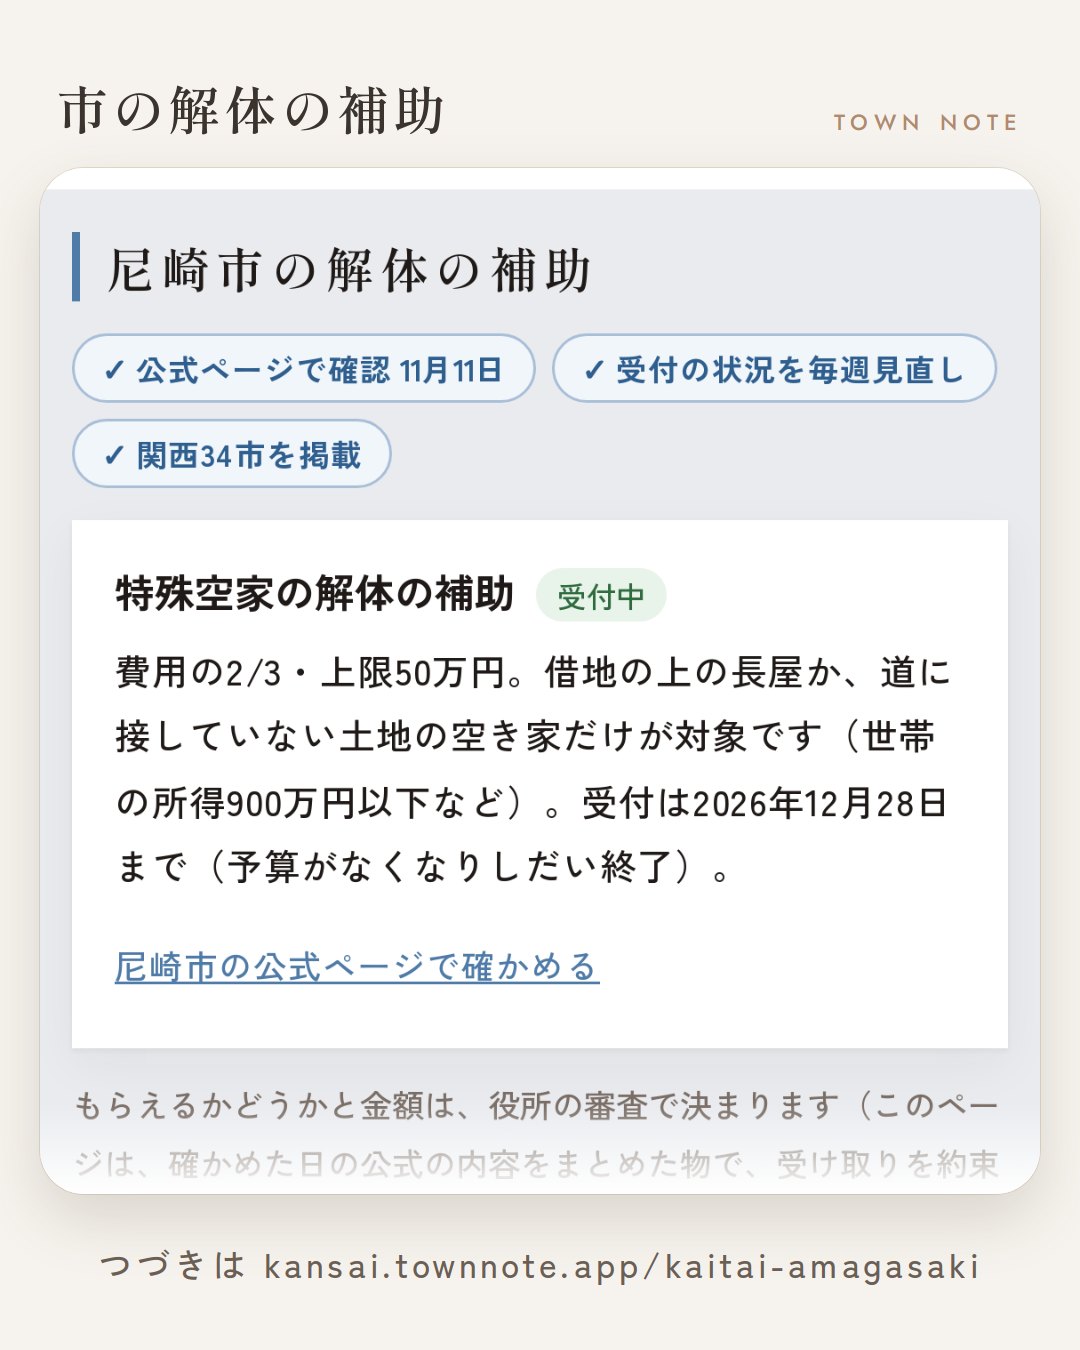 市の解体の補助
TOWN NOTE
尼崎市の解体の補助
✓ 公式ページで確認 11月11日
✓ 受付の状況を毎週見直し
✓ 関西34市を掲載
特殊空家の解体の補助
受付中
費用の2/3・上限50万円。借地の上の長屋か、道に
接していない土地の空き家だけが対象です（世帯
の所得900万円以下など）。受付は2026年12月28日
まで（予算がなくなりしだい終了）。
尼崎市の公式ページで確かめる
もらえるかどうかと金額は、役所の審査で決まります（このペー
ジは、確かめた日の公式の内容をまとめた物で、受け取りを約束
つづきは kansai.townnote.app/kaitai-amagasaki